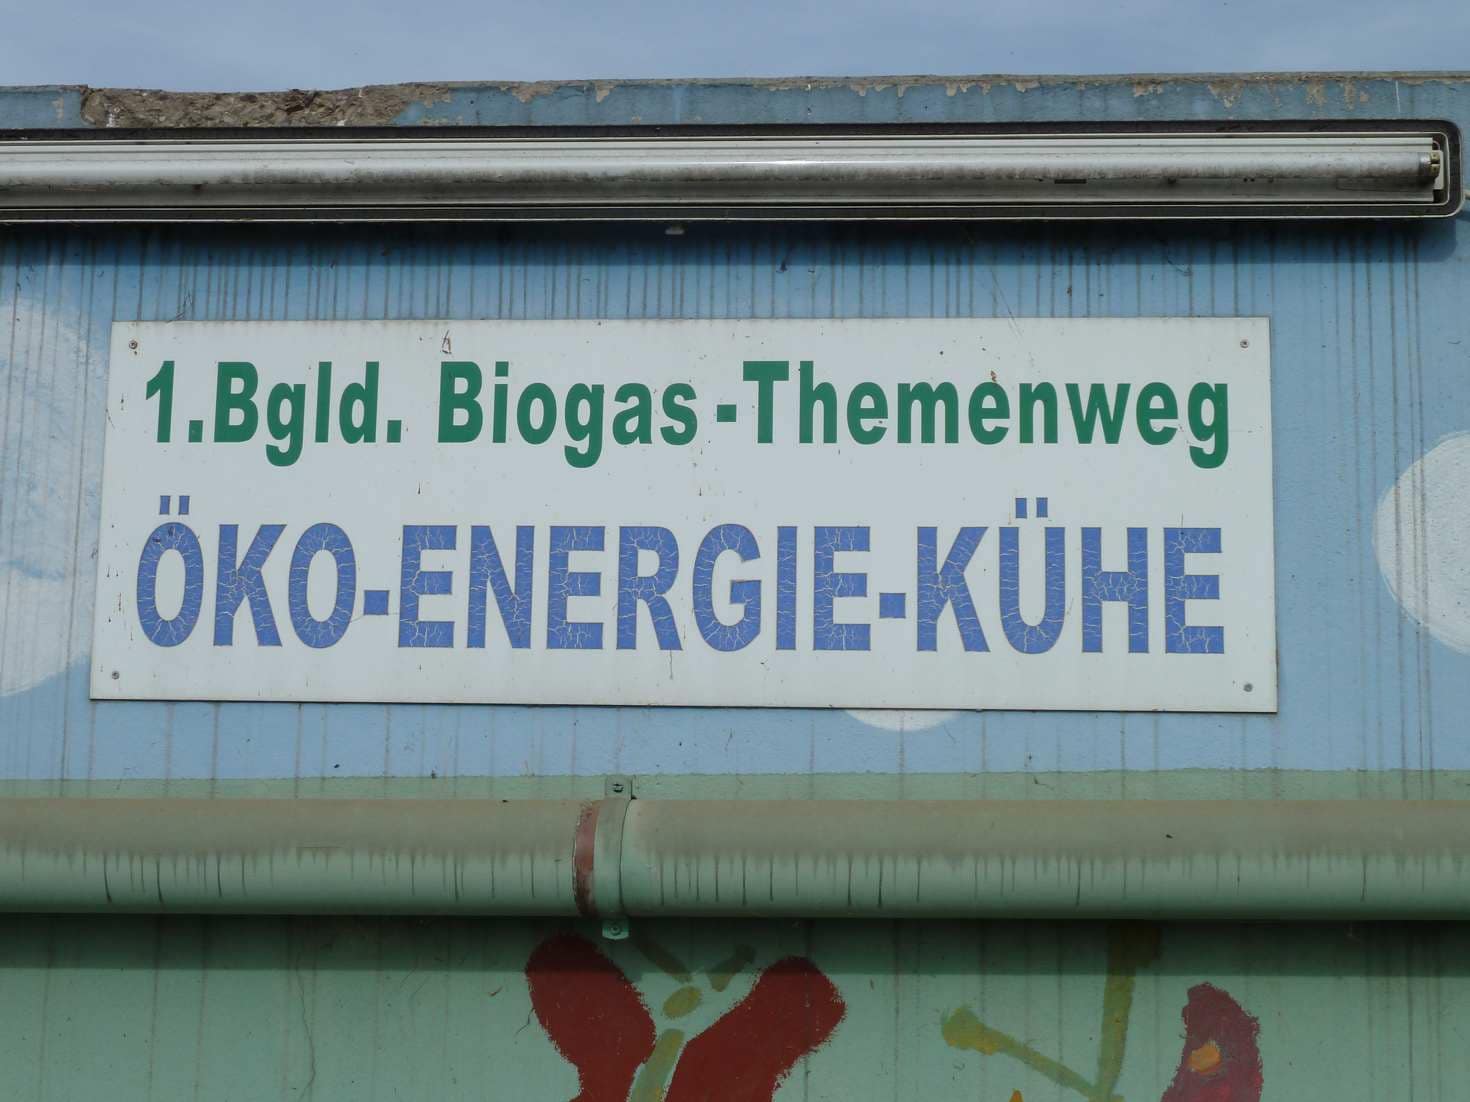 1.Bgld. Biogas-Themenweg
ÖKO-ENERGIE-KÜHE